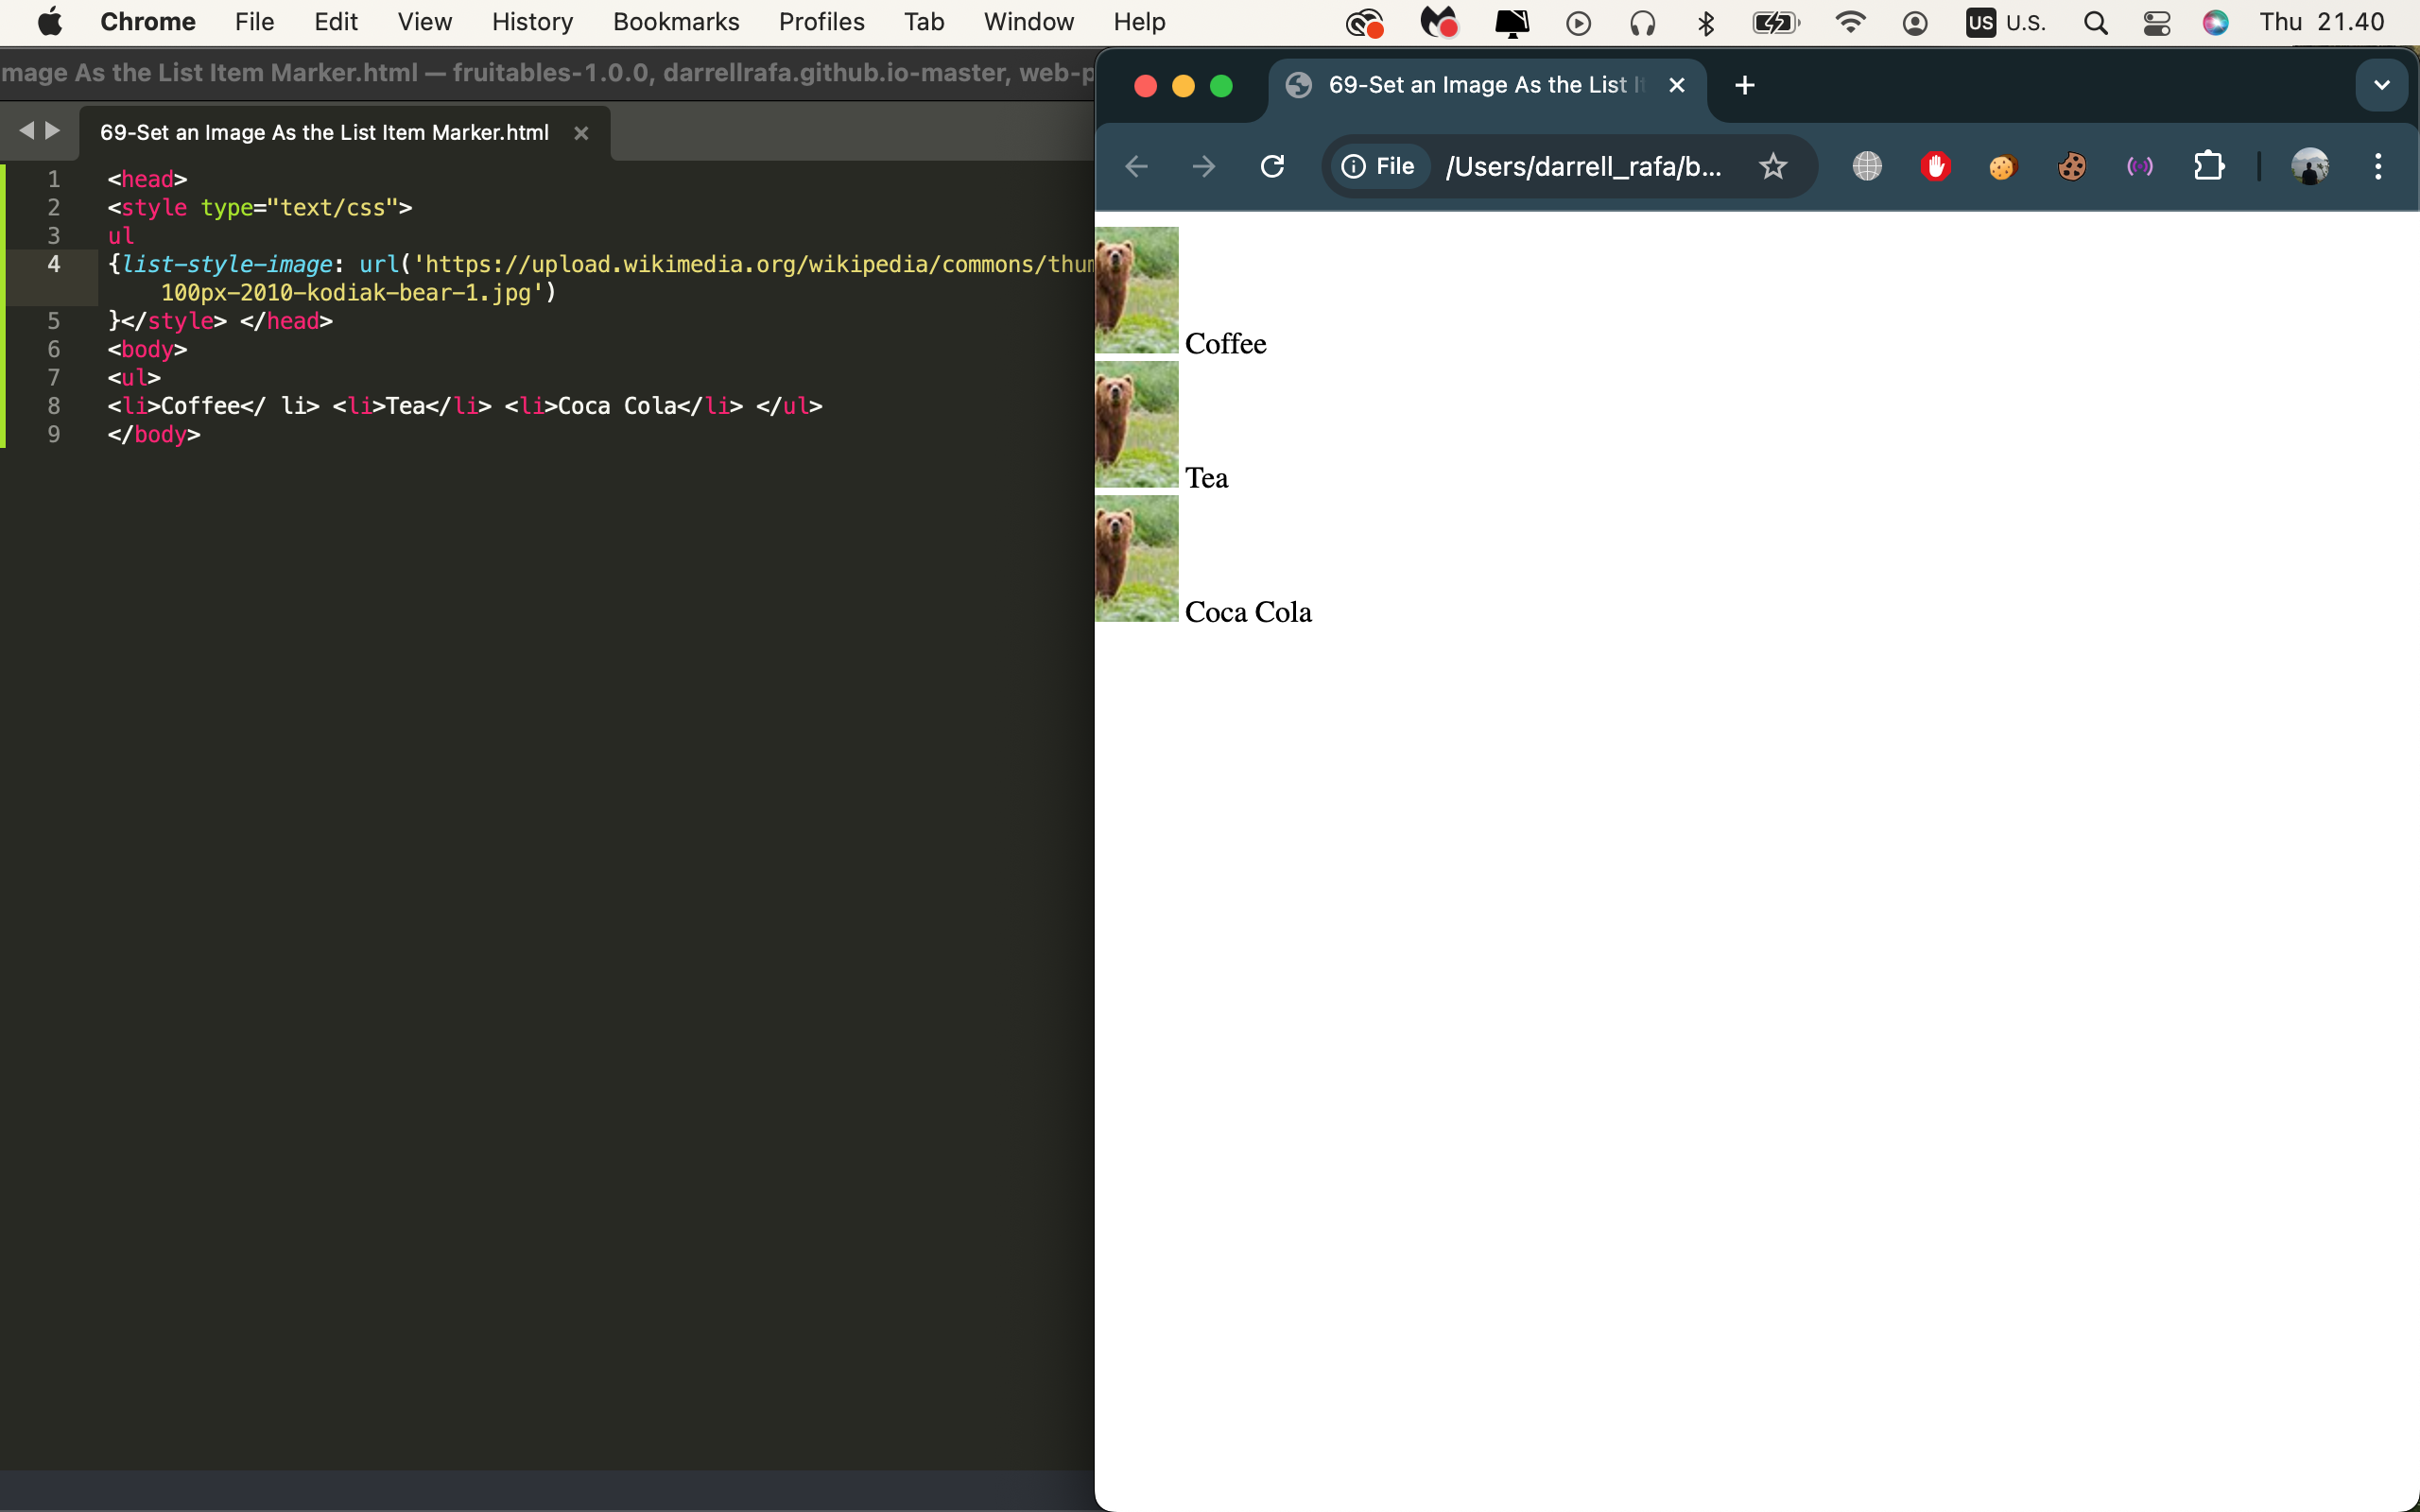 Chrome File Edit View History Bookmarks Profiles Tab Window Help US U.S. Thu 21.40
mage As the List Item Marker.html — fruitables-1.0.0, darrellrafa.github.io-master, web-p
69-Set an Image As the List Item Marker.html
1 <head>
2 <style type="text/css">
3 ul
4 {list-style-image: url('https://upload.wikimedia.org/wikipedia/commons/thum
100px-2010-kodiak-bear-1.jpg')
5 }</style> </head>
6 <body>
7 <ul>
8 <li>Coffee</ li> <li>Tea</li> <li>Coca Cola</li> </ul>
9 </body>
69-Set an Image As the List It
File /Users/darrell_rafa/b...
Coffee
Tea
Coca Cola